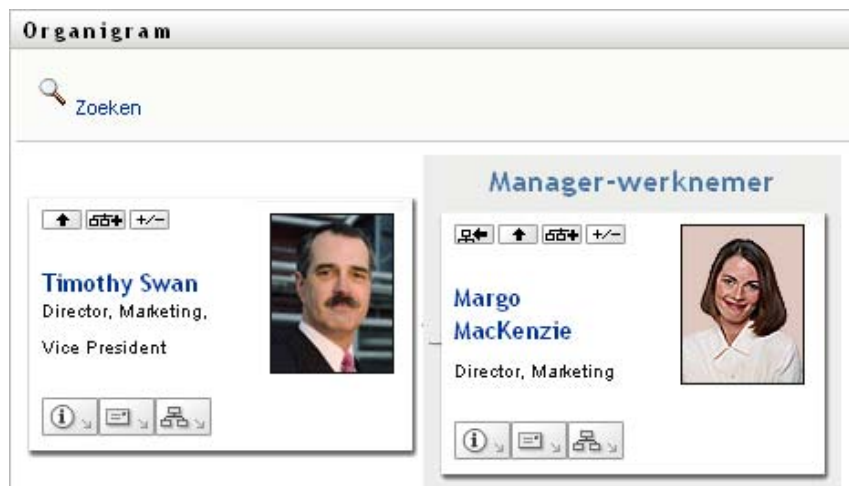 Organigram
Zoeken
Manager-werknemer
+/−
Timothy Swan
Director, Marketing,
Vice President
+/−
Margo
MacKenzie
Director, Marketing